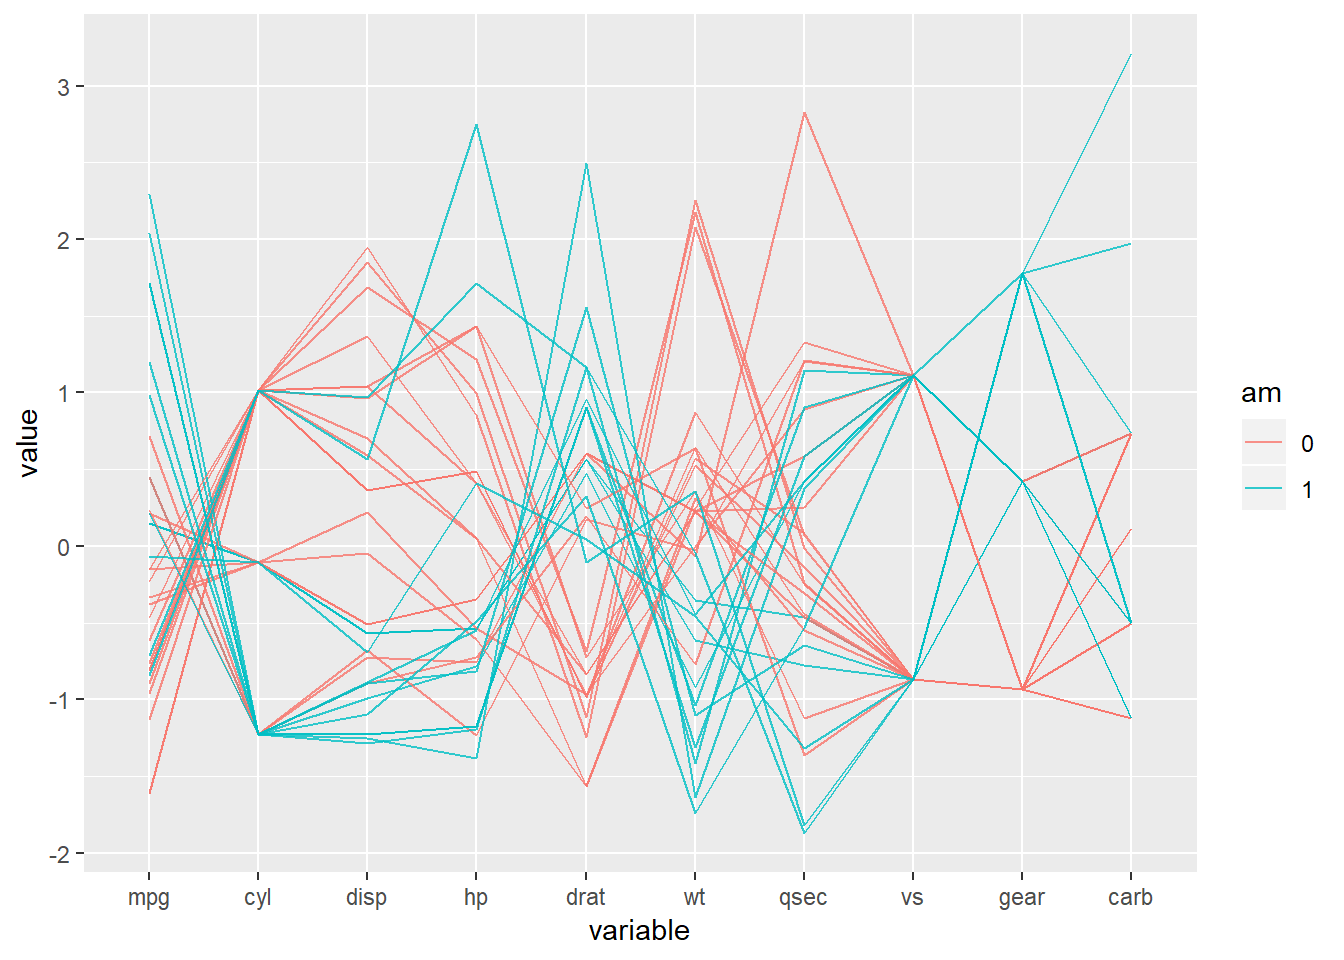 3
2
1
0
-1
-2
value
mpg cyl disp hp drat wt qsec vs gear carb
variable
am
0
1